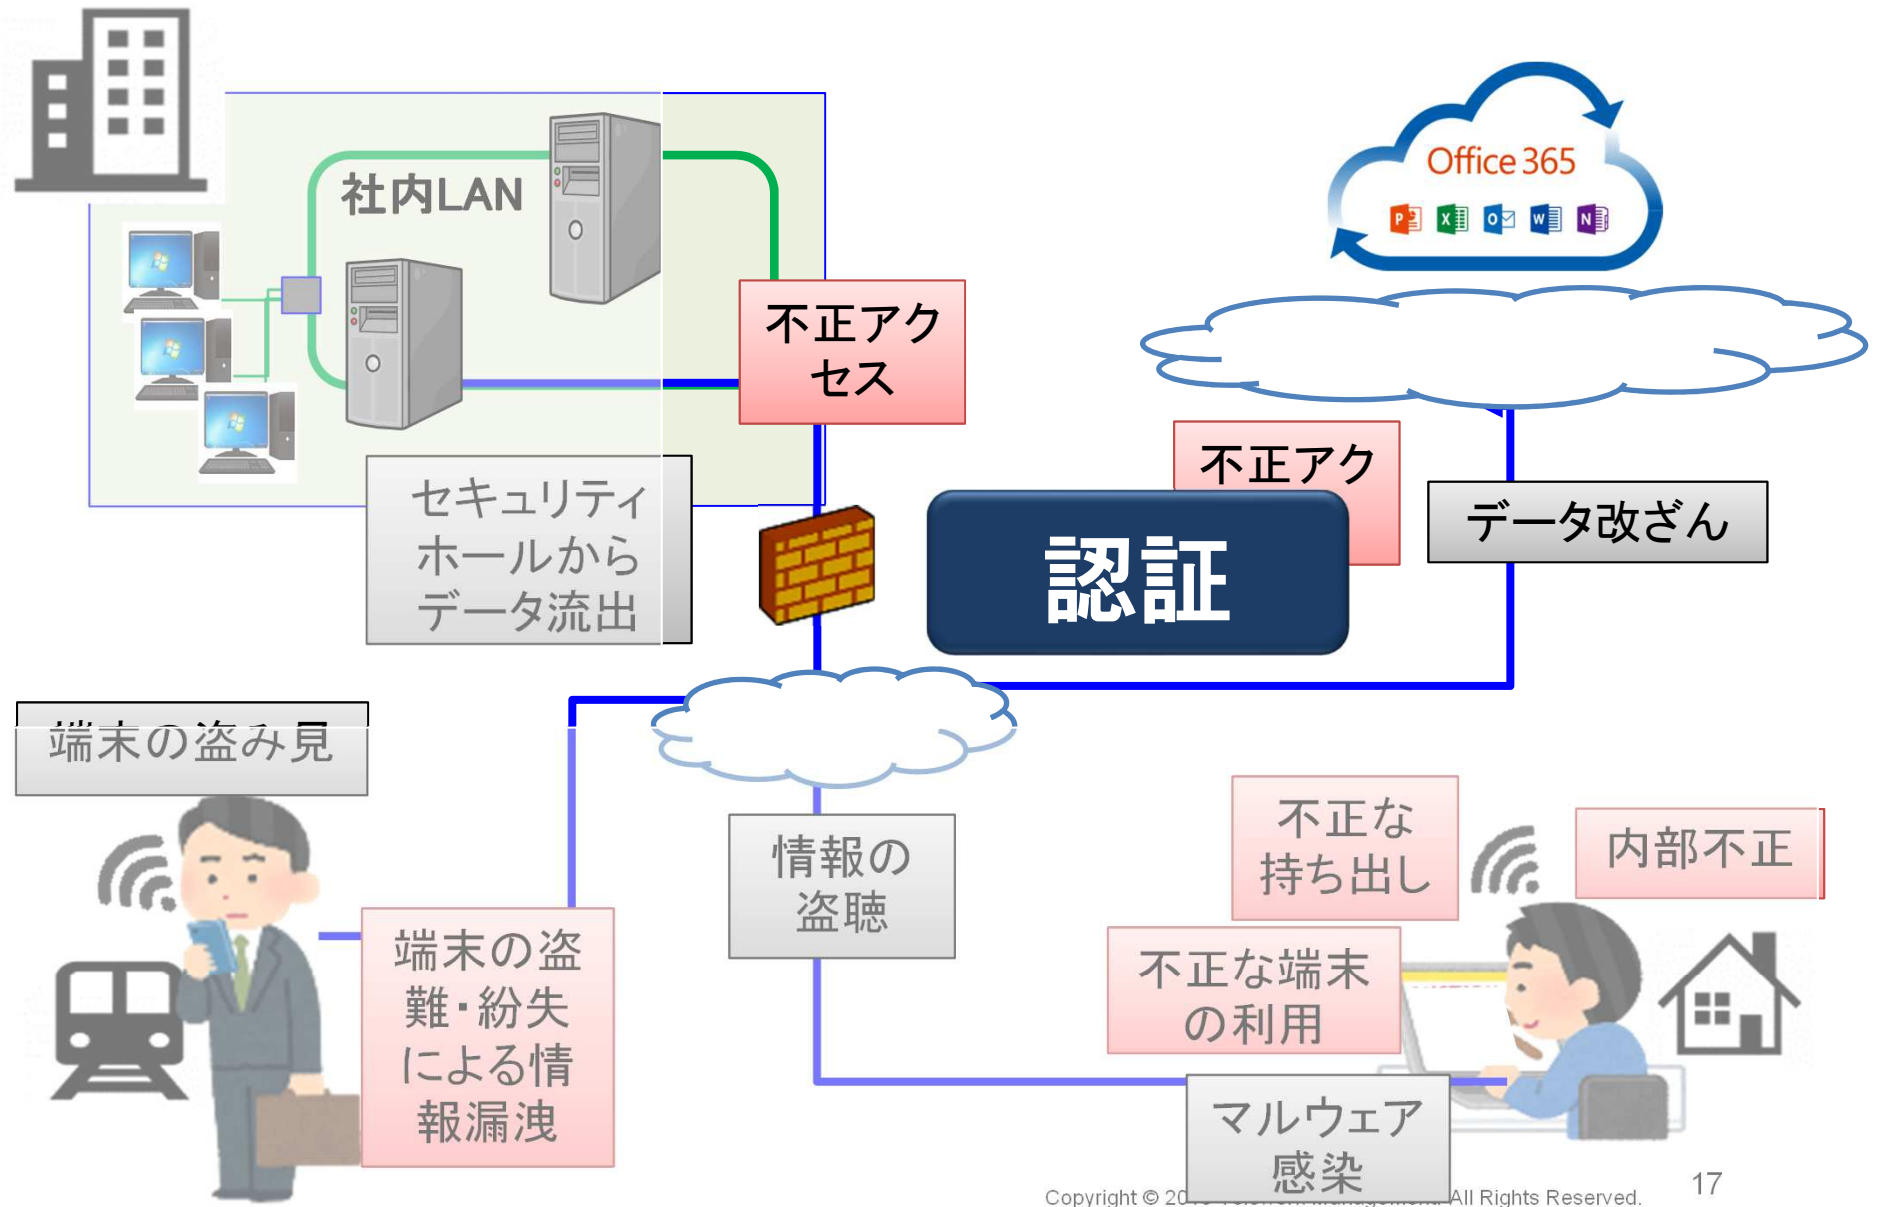 社内LAN
Office 365
不正アク
セス
不正アク
データ改ざん
認証
セキュリティ
ホールから
データ流出
端末の盗み見
情報の
盗聴
不正な
持ち出し
内部不正
端末の盗
難・紛失
による情
報漏洩
不正な端末
の利用
マルウェア
感染
Copyright © 20 All Rights Reserved.
17